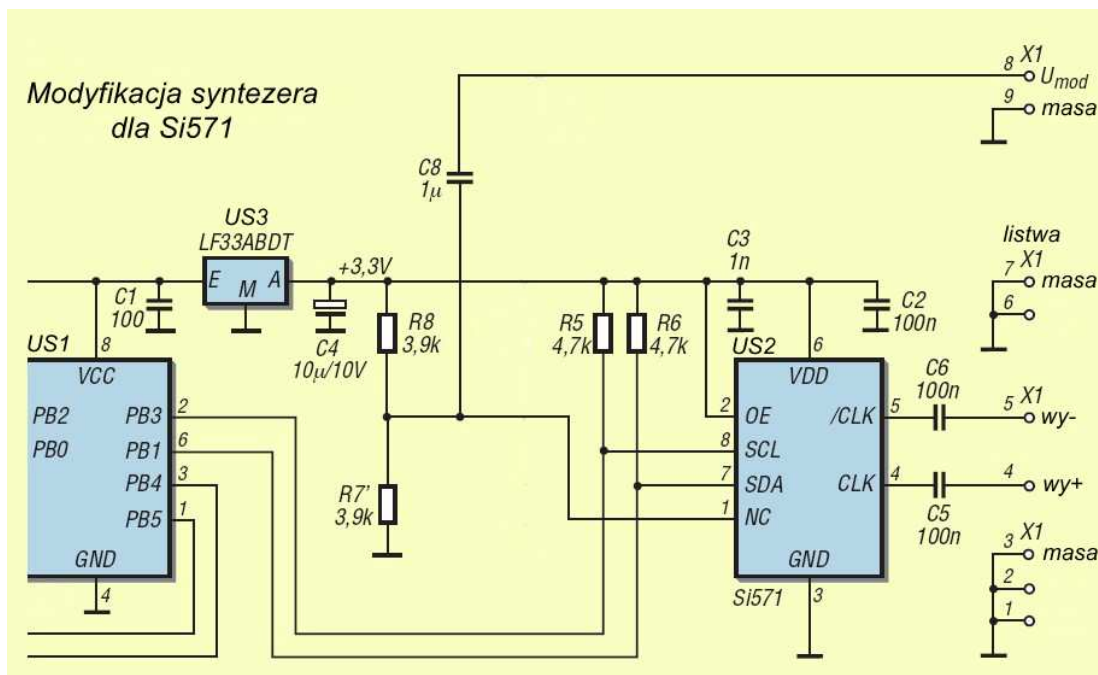 Modyfikacja syntezera
dla Si571
8 X1
Umod
9 masa
C8
1μ
US3
LF33ABDT
E M A
+3,3V
C1
100
C4
10μ/10V
R8
3,9k
R7'
3,9k
R5
4,7k
R6
4,7k
C3
1n
C2
100n
listwa
X1
7 masa
6
US1
8
VCC
PB2 PB3 2
PB0 PB1 6
PB4 3
PB5 1
GND
4
US2
6
VDD
2 OE /CLK 5
8 SCL
7 SDA CLK 4
1 NC
GND
Si571 3
C6
100n
5 X1
wy-
C5
100n
4 wy+
3 X1
masa
2
1